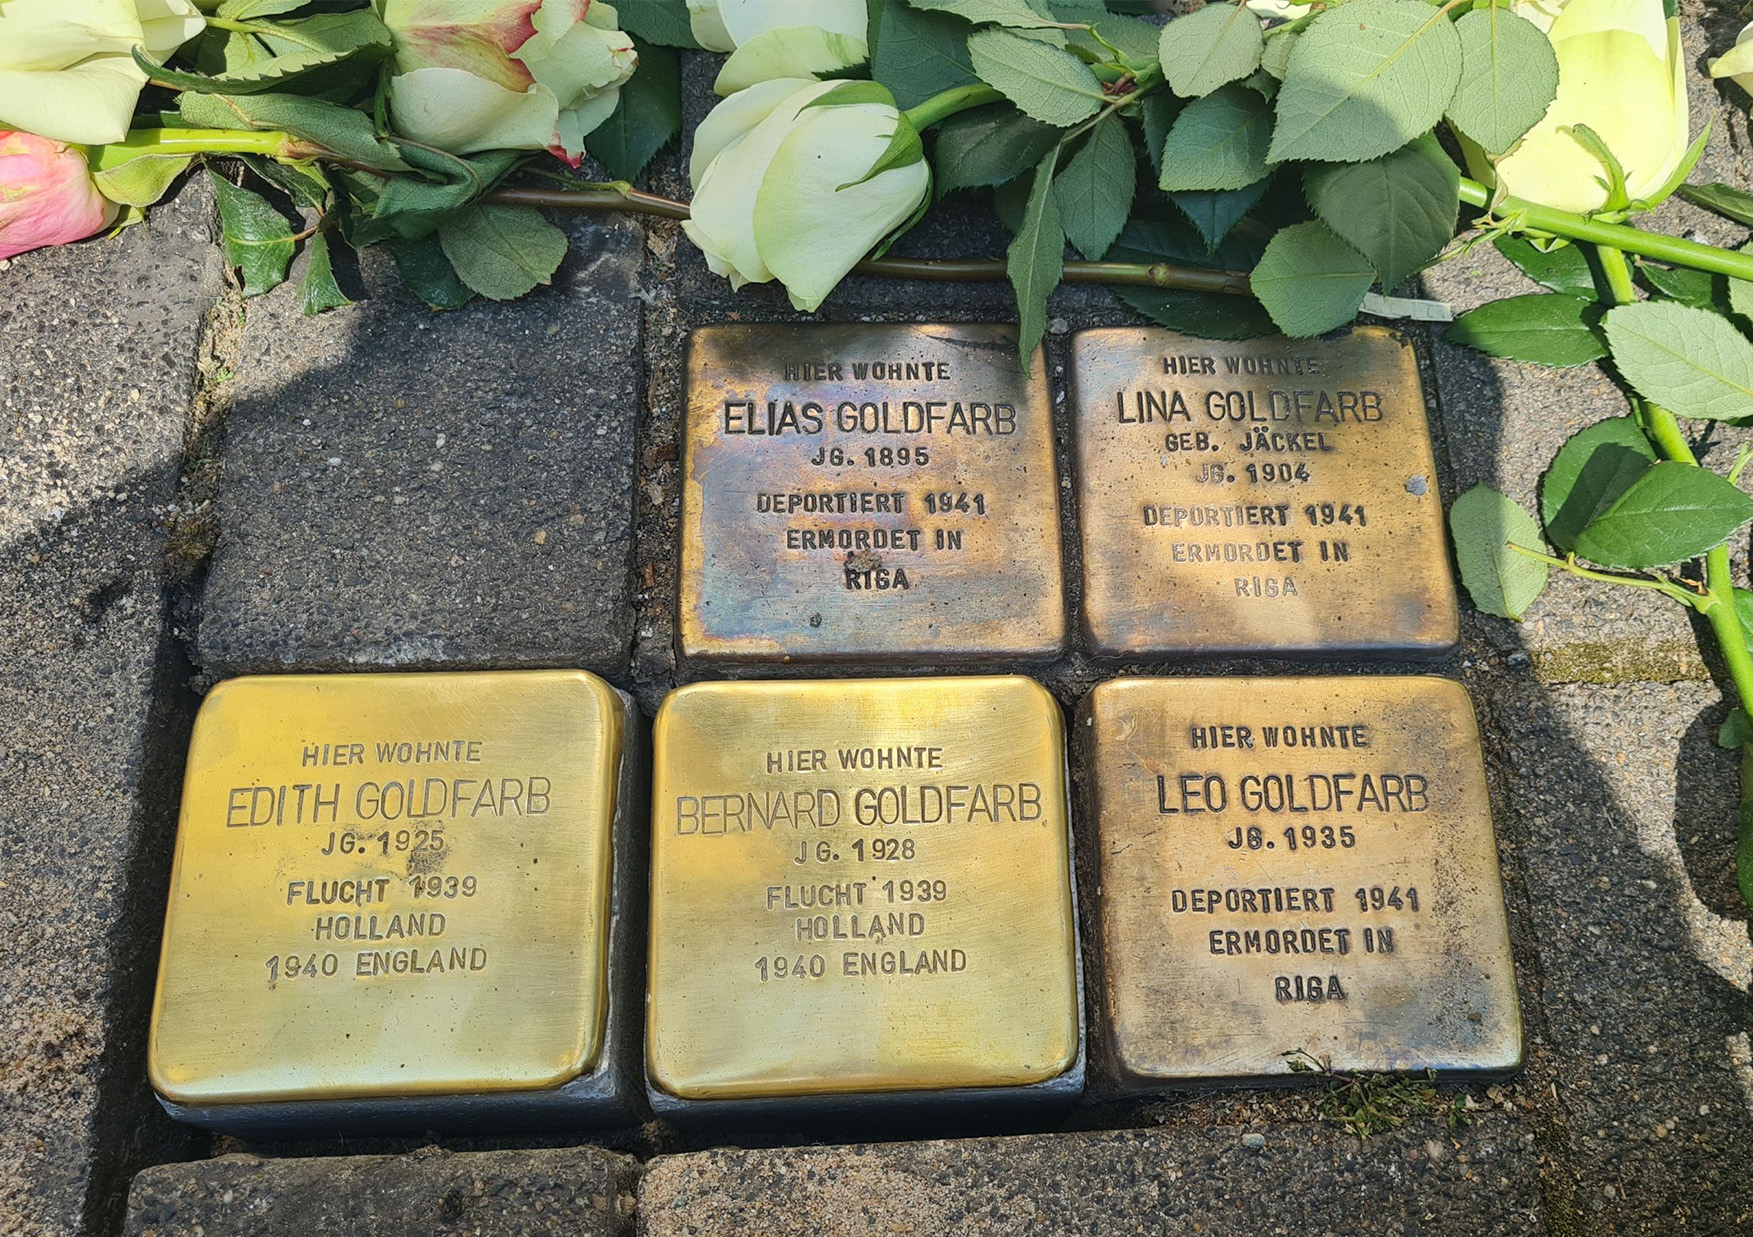 HIER WOHNTE
ELIAS GOLDFARB
JG. 1895
DEPORTIERT 1941
ERMORDET IN
RIGA
HIER WOHNTE
LINA GOLDFARB
GEB. JÄCKEL
JG. 1904
DEPORTIERT 1941
ERMORDET IN
RIGA
HIER WOHNTE
EDITH GOLDFARB
JG. 1925
FLUCHT 1939
HOLLAND
1940 ENGLAND
HIER WOHNTE
BERNARD GOLDFARB
JG. 1928
FLUCHT 1939
HOLLAND
1940 ENGLAND
HIER WOHNTE
LEO GOLDFARB
JG. 1935
DEPORTIERT 1941
ERMORDET IN
RIGA